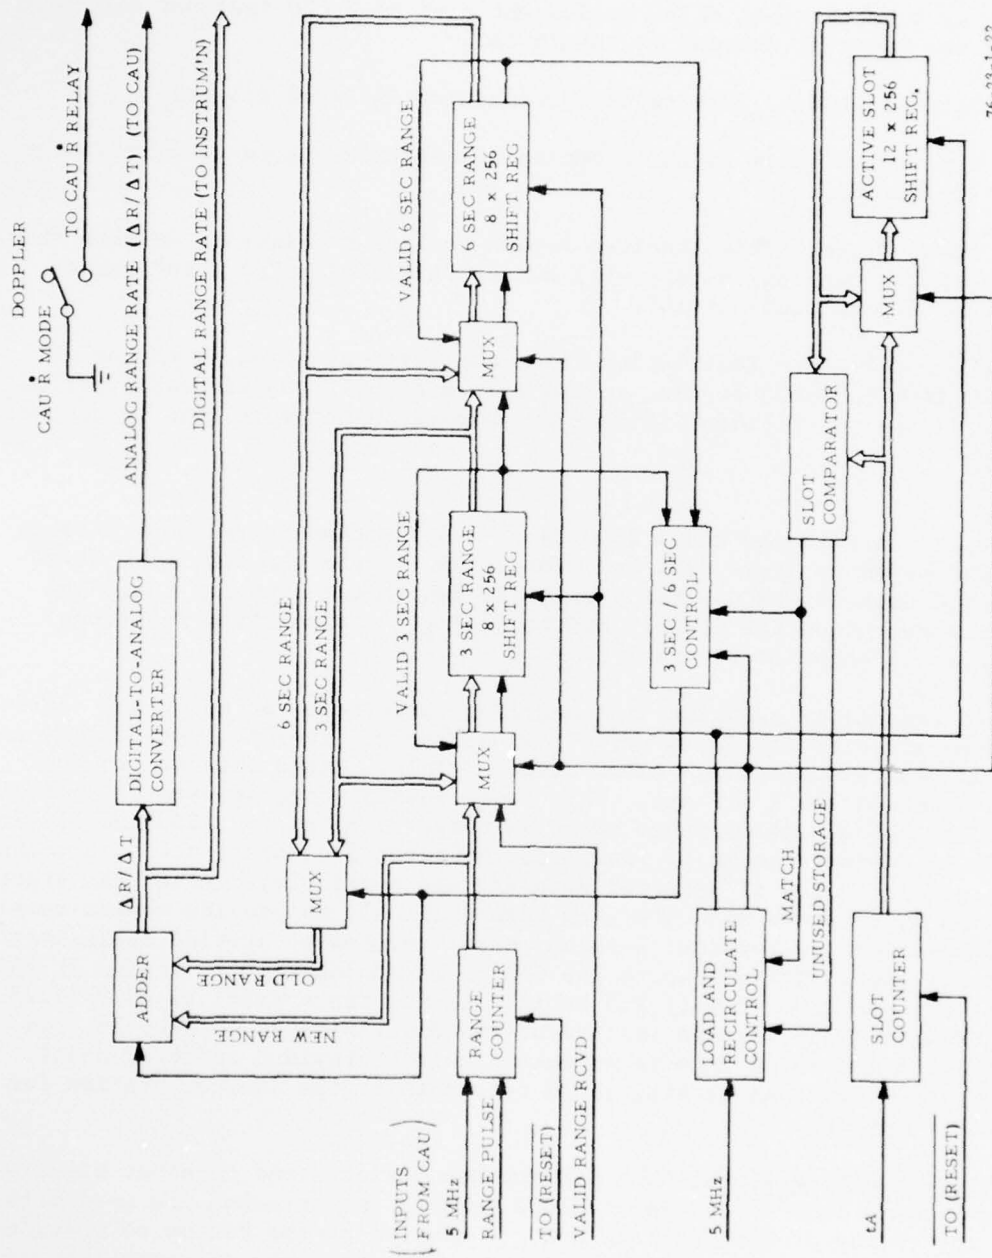 DOPPLER
CAU Ṙ MODE
TO CAU Ṙ RELAY
ANALOG RANGE RATE (ΔR/ΔT) (TO CAU)
DIGITAL RANGE RATE (TO INSTRUM'N)
ADDER
ΔR/ΔT
DIGITAL-TO-ANALOG
CONVERTER
OLD RANGE
NEW RANGE
MUX
6 SEC RANGE
3 SEC RANGE
(INPUTS
FROM CAU)
5 MHz
RANGE PULSE
TO (RESET)
VALID RANGE RCVD
RANGE
COUNTER
MUX
VALID 3 SEC RANGE
3 SEC RANGE
8 x 256
SHIFT REG
MUX
VALID 6 SEC RANGE
6 SEC RANGE
8 x 256
SHIFT REG
3 SEC / 6 SEC
CONTROL
5 MHz
LOAD AND
RECIRCULATE
CONTROL
MATCH
UNUSED STORAGE
SLOT
COMPARATOR
MUX
ACTIVE SLOT
12 x 256
SHIFT REG.
tA
TO (RESET)
SLOT
COUNTER
76-23-1-22